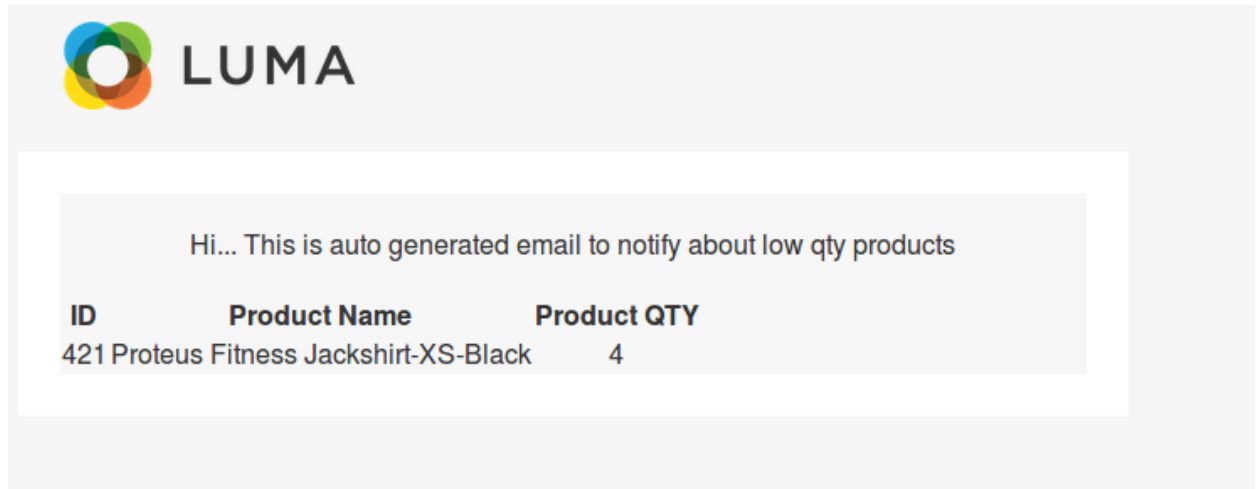 LUMA
Hi... This is auto generated email to notify about low qty products
ID Product Name Product QTY
421 Proteus Fitness Jackshirt-XS-Black 4